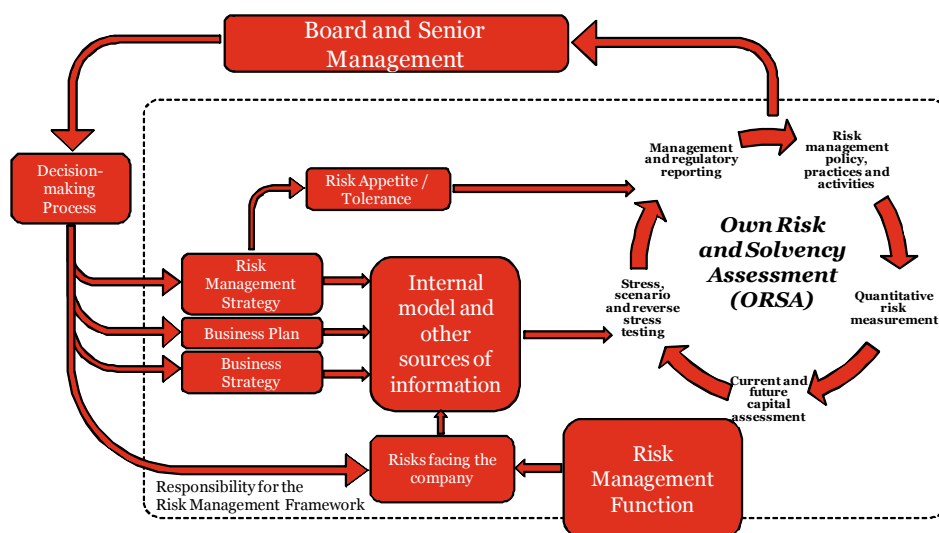 Board and Senior
Management
Decision-
making
Process
Risk Appetite /
Tolerance
Risk
Management
Strategy
Business Plan
Business
Strategy
Internal
model and
other
sources of
information
Risks facing the
company
Risk
Management
Function
Responsibility for the
Risk Management Framework
Management
and regulatory
reporting
Risk
management
policy,
practices and
activities
Own Risk
and Solvency
Assessment
(ORSA)
Stress,
scenario
and reverse
stress
testing
Quantitative
risk
measurement
Current and
future
capital
assessment